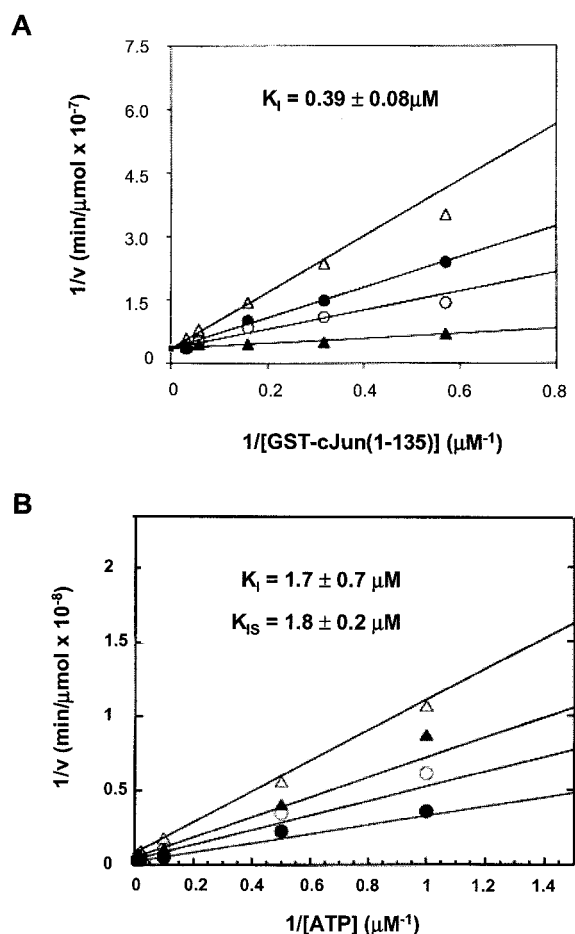 A
7.5
6.0
4.5
3.0
1.5
0
K_I = 0.39 ± 0.08μM
1/v (min/μmol x 10⁻⁷)
0 0.2 0.4 0.6 0.8
1/[GST-cJun(1-135)] (μM⁻¹)
B
2
1.5
1
0.5
0
K_I = 1.7 ± 0.7 μM
K_IS = 1.8 ± 0.2 μM
1/v (min/μmol x 10⁻⁸)
0 0.2 0.4 0.6 0.8 1 1.2 1.4
1/[ATP] (μM⁻¹)